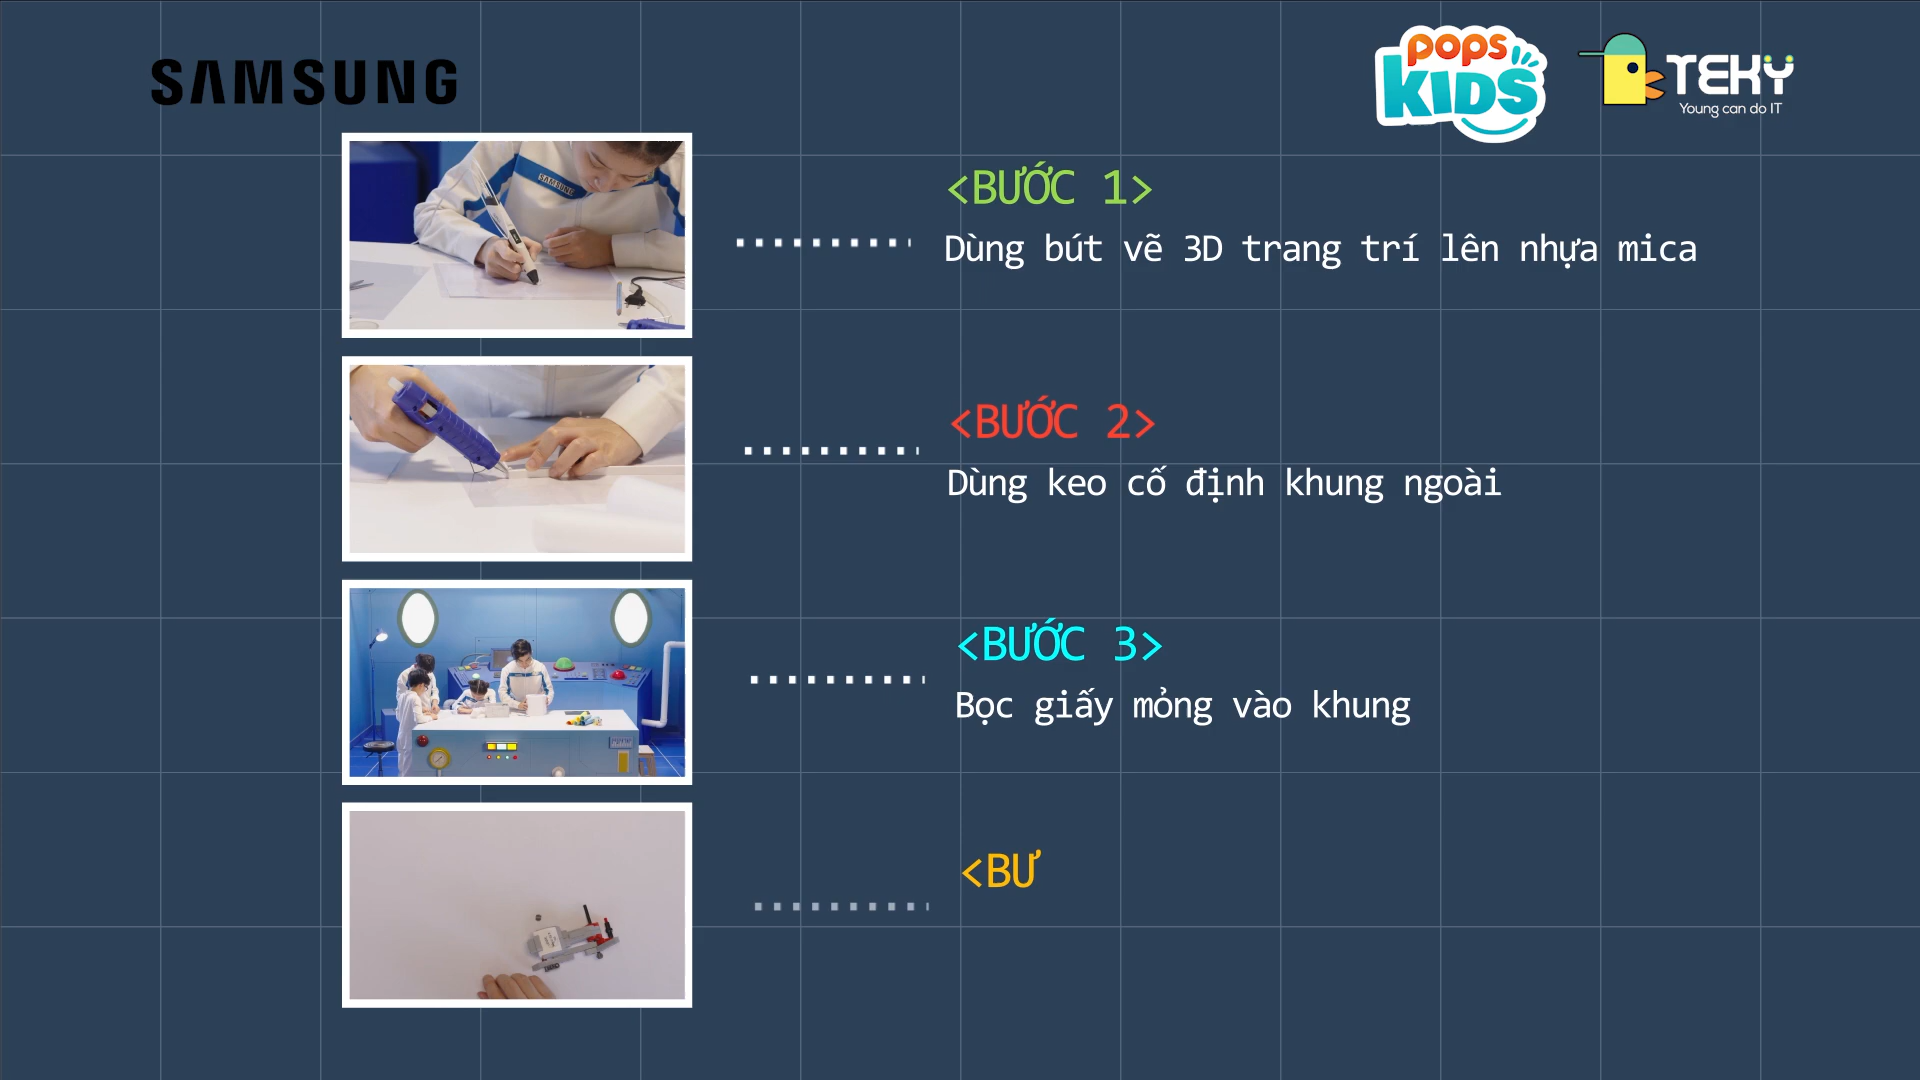 SAMSUNG
pops
KIDS
TEKY
Young can do IT
SAMSUNG
<BƯỚC 1>
Dùng bút vẽ 3D trang trí lên nhựa mica
<BƯỚC 2>
Dùng keo cố định khung ngoài
<BƯỚC 3>
Bọc giấy mỏng vào khung
<BƯ